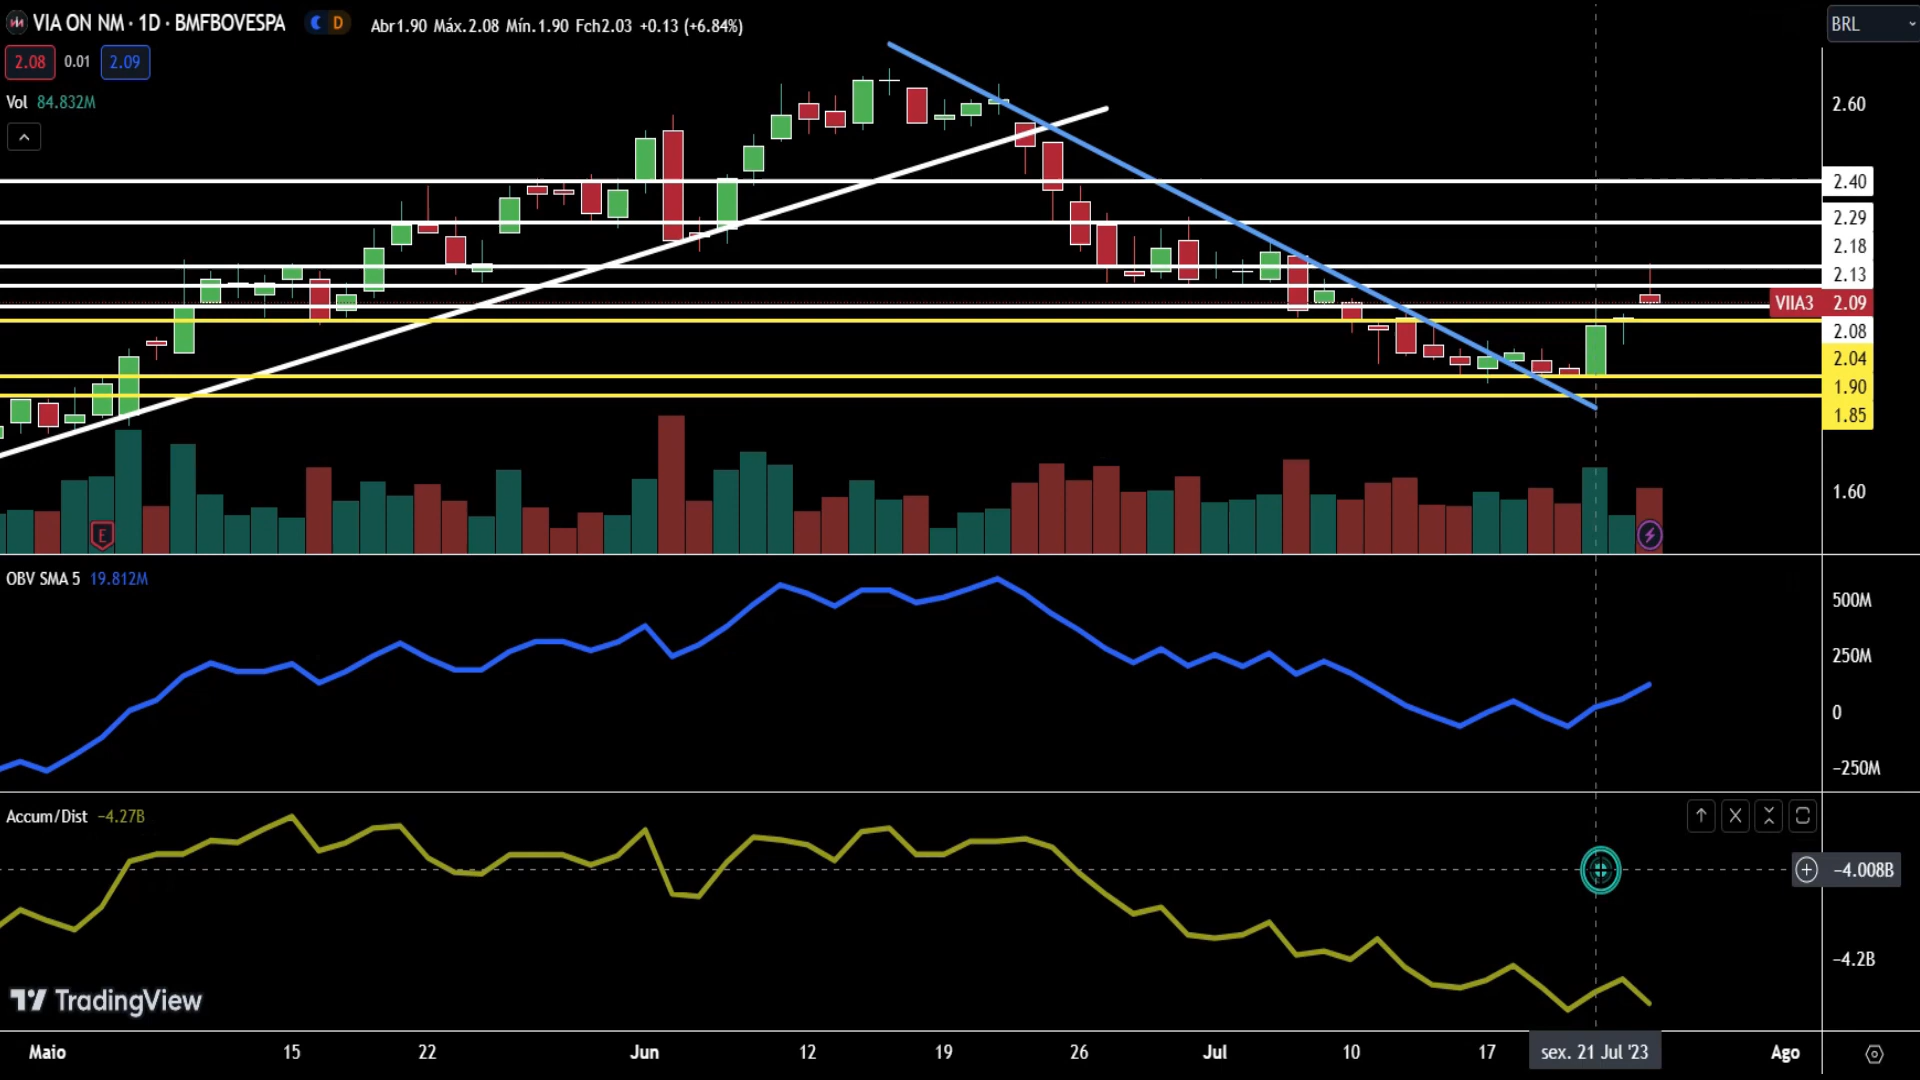 VIA ON NM · 1D · BMFBOVESPA D Abr1.90 Máx.2.08 Mín.1.90 Fch2.03 +0.13 (+6.84%)
BRL
2.08 0.01 2.09
Vol 84.832M
2.60
2.40
2.29
2.18
2.13
VIIA3 2.09
2.08
2.04
1.90
1.85
1.60
E
OBV SMA 5 19.812M
500M
250M
0
−250M
Accum/Dist −4.27B
−4.008B
−4.2B
TradingView
Maio 15 22 Jun 12 19 26 Jul 10 17 sex. 21 Jul '23 Ago